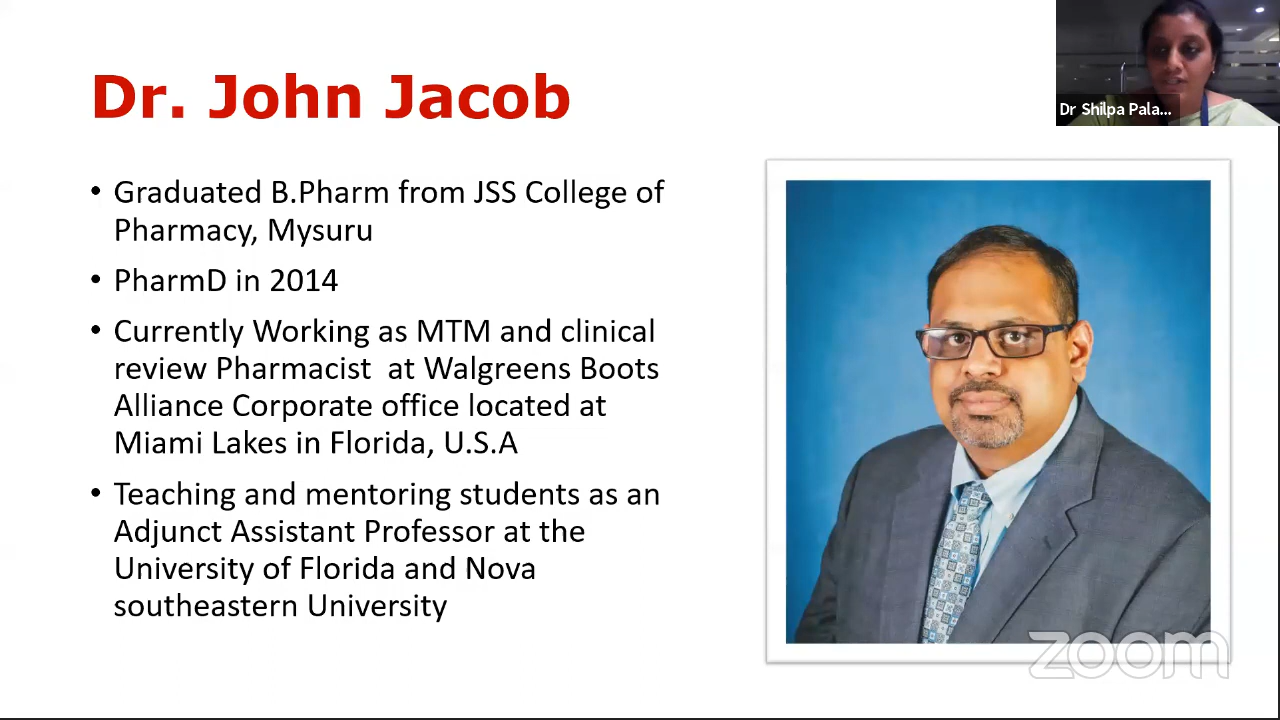 Dr. John Jacob
Dr Shilpa Pala...
• Graduated B.Pharm from JSS College of
Pharmacy, Mysuru
• PharmD in 2014
• Currently Working as MTM and clinical
review Pharmacist at Walgreens Boots
Alliance Corporate office located at
Miami Lakes in Florida, U.S.A
• Teaching and mentoring students as an
Adjunct Assistant Professor at the
University of Florida and Nova
southeastern University
zoom